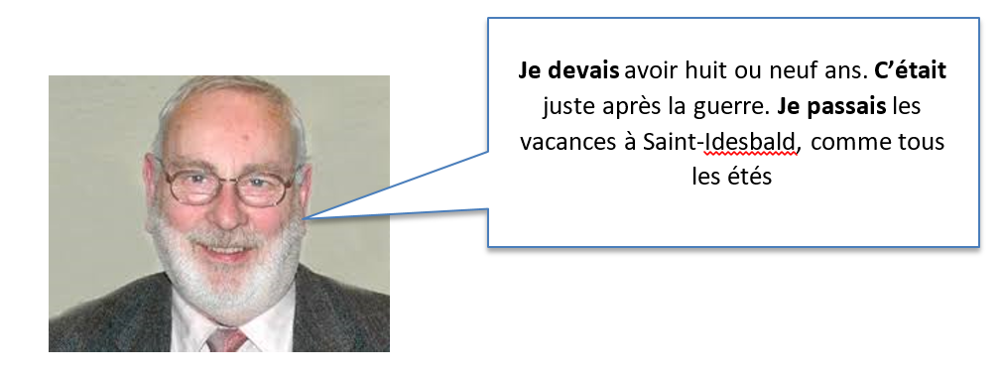 Je devais avoir huit ou neuf ans. C’était
juste après la guerre. Je passais les
vacances à Saint-Idesbald, comme tous
les étés